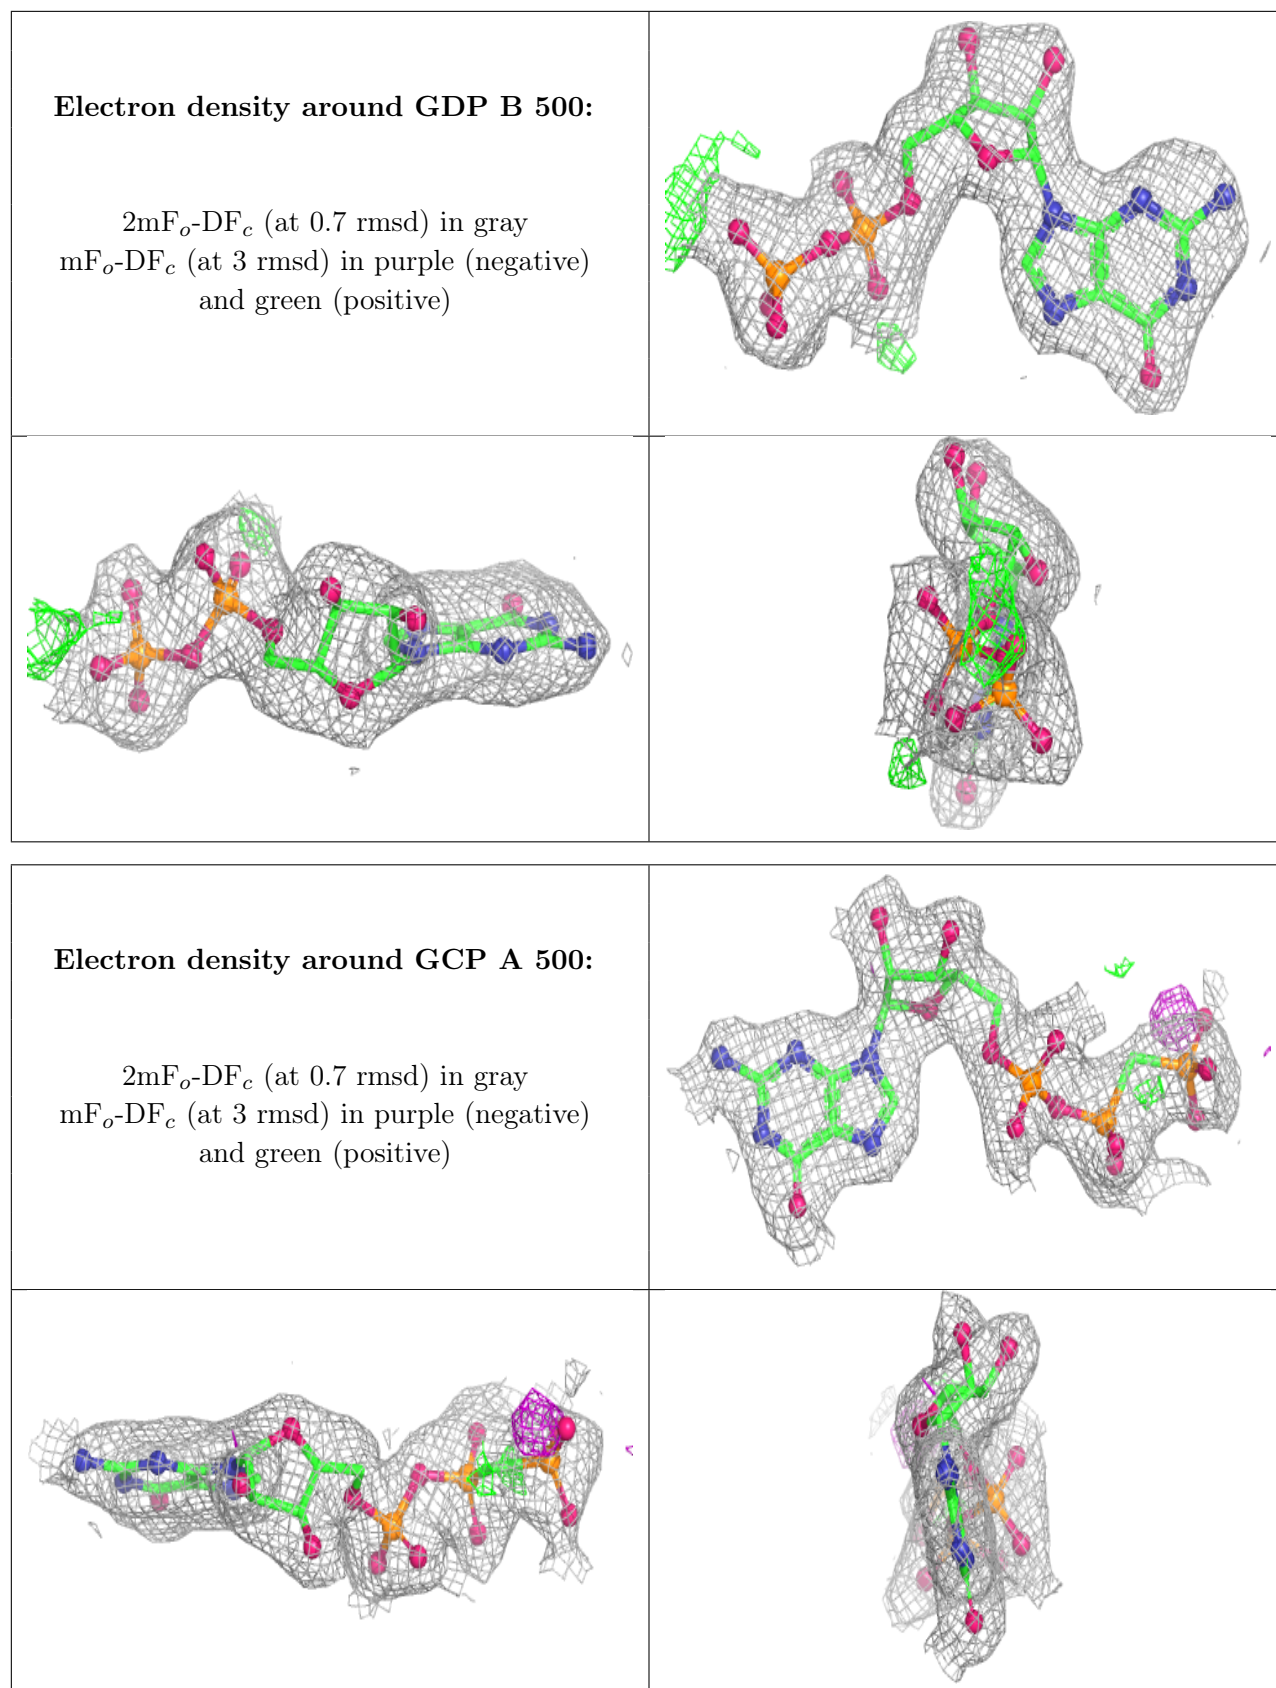 Electron density around GDP B 500:
2mFₒ-DF𝒸 (at 0.7 rmsd) in gray
mFₒ-DF𝒸 (at 3 rmsd) in purple (negative)
and green (positive)
Electron density around GCP A 500:
2mFₒ-DF𝒸 (at 0.7 rmsd) in gray
mFₒ-DF𝒸 (at 3 rmsd) in purple (negative)
and green (positive)